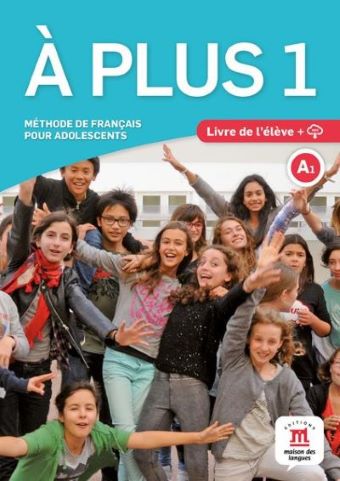 À PLUS 1
MÉTHODE DE FRANÇAIS
POUR ADOLESCENTS
Livre de l'élève +
A1
ÉDITIONS
maison des
langues